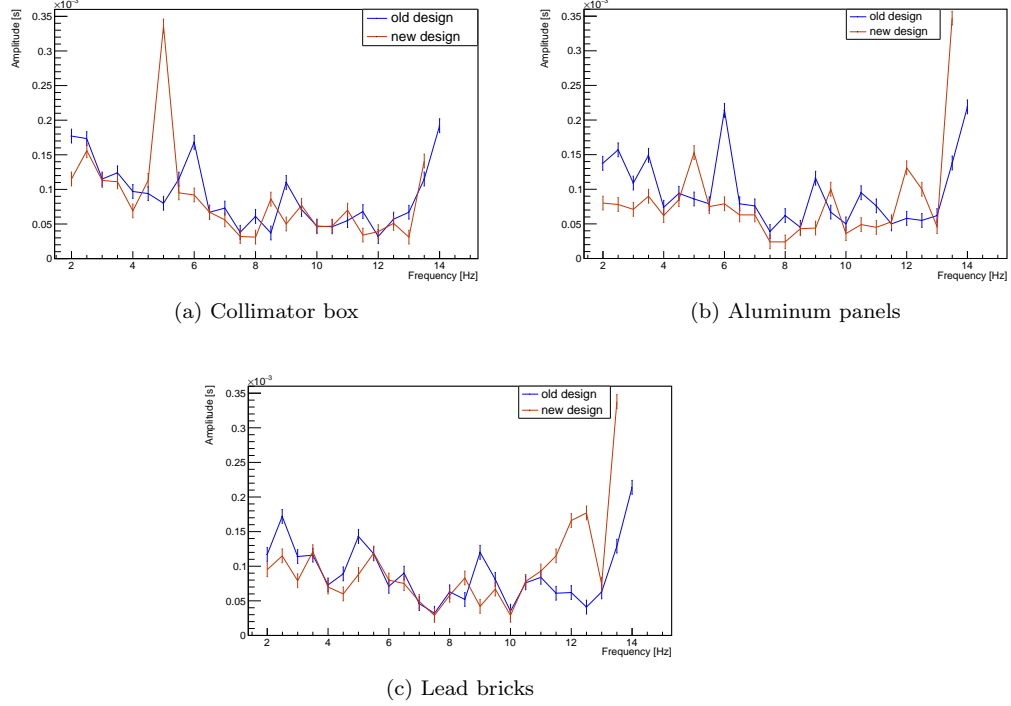 ×10⁻³
Amplitude [s]
0.35
0.3
0.25
0.2
0.15
0.1
0.05
0
2 4 6 8 10 12 14
Frequency [Hz]
old design
new design
(a) Collimator box
×10⁻³
Amplitude [s]
0.35
0.3
0.25
0.2
0.15
0.1
0.05
0
2 4 6 8 10 12 14
Frequency [Hz]
old design
new design
(b) Aluminum panels
×10⁻³
Amplitude [s]
0.35
0.3
0.25
0.2
0.15
0.1
0.05
0
2 4 6 8 10 12 14
Frequency [Hz]
old design
new design
(c) Lead bricks